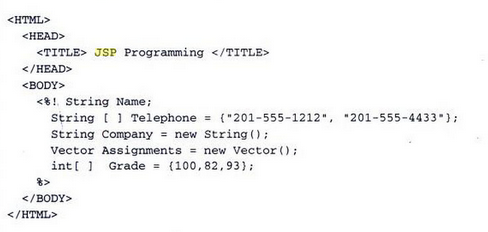 <HTML>
<HEAD>
<TITLE> JSP Programming </TITLE>
</HEAD>
<BODY>
<%! String Name;
String [ ] Telephone = {"201-555-1212", "201-555-4433"};
String Company = new String();
Vector Assignments = new Vector();
int[ ]  Grade = {100,82,93};
%>
</BODY>
</HTML>